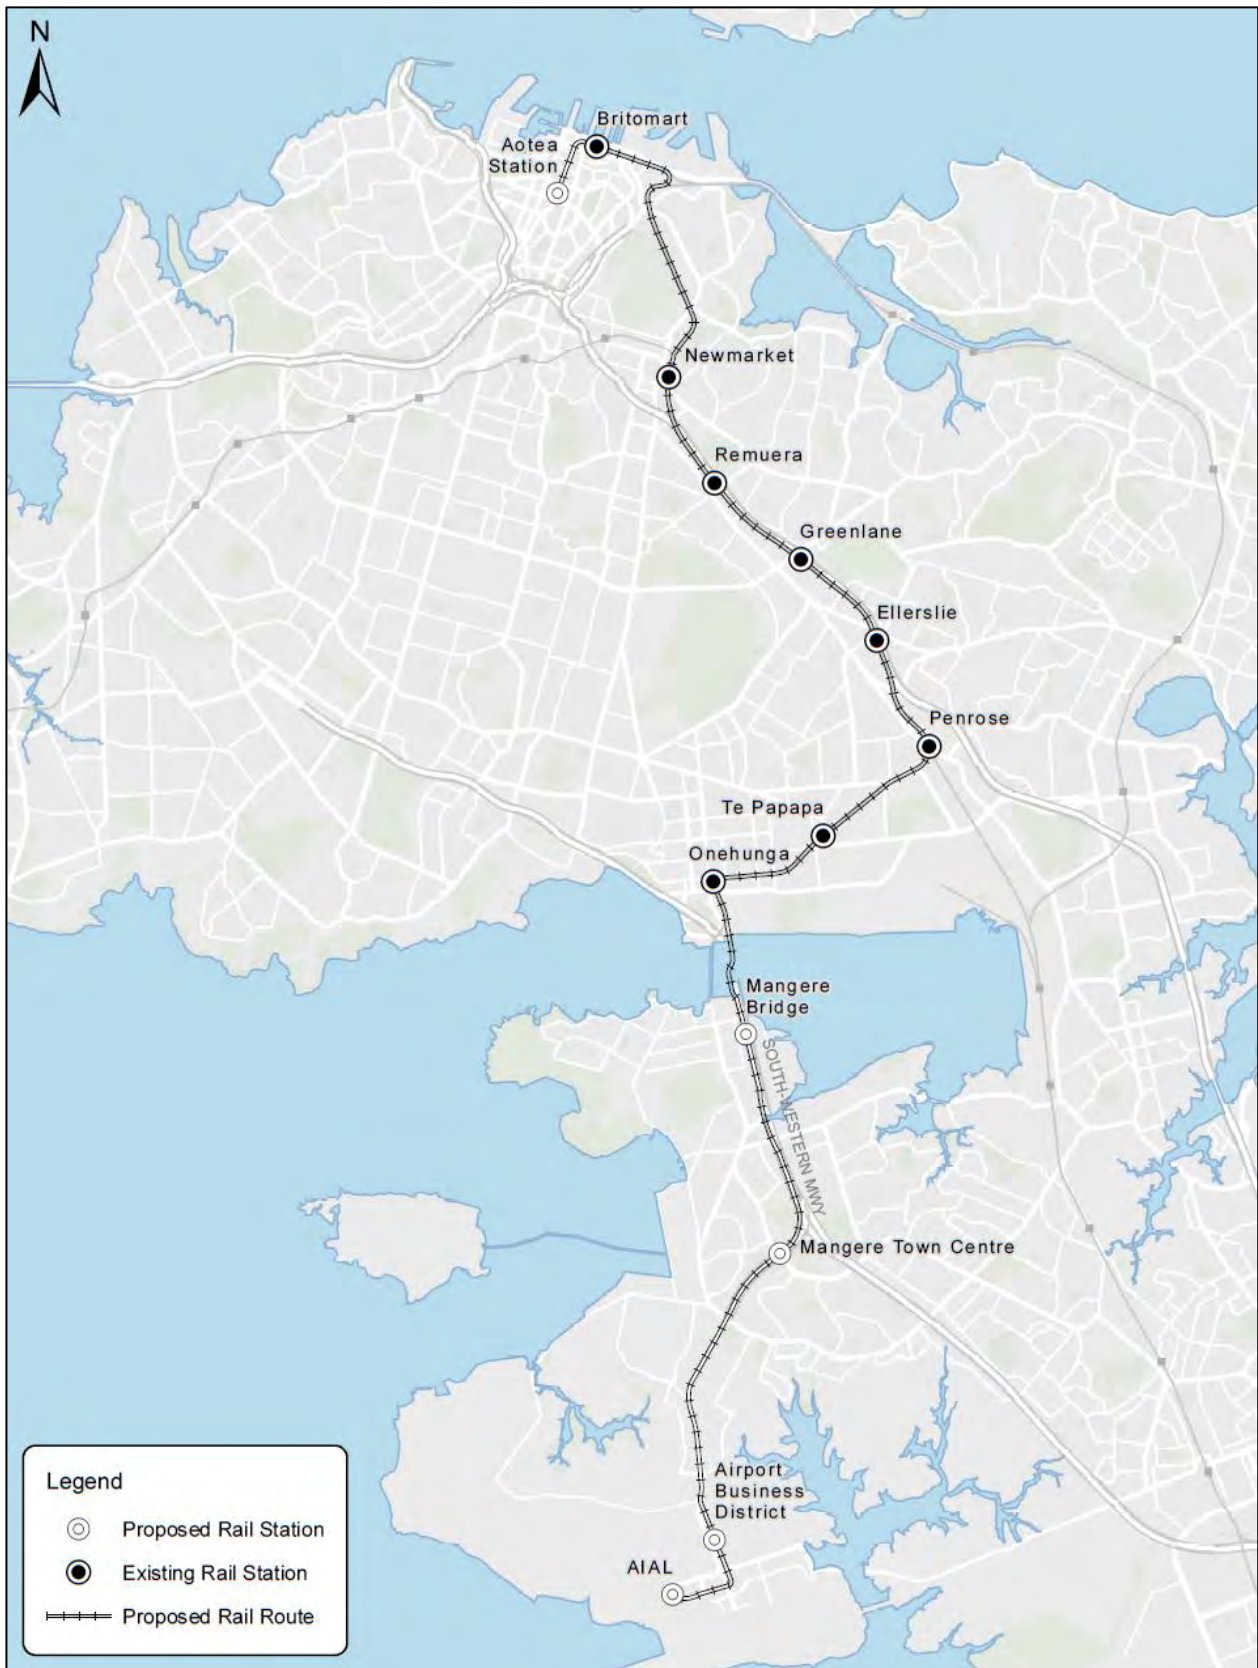 N
Britomart
Aotea
Station
Newmarket
Remuera
Greenlane
Ellerslie
Penrose
Te Papapa
Onehunga
Mangere
Bridge
SOUTH-WESTERN MWY
Mangere Town Centre
Airport
Business
District
AIAL
Legend
Proposed Rail Station
Existing Rail Station
Proposed Rail Route